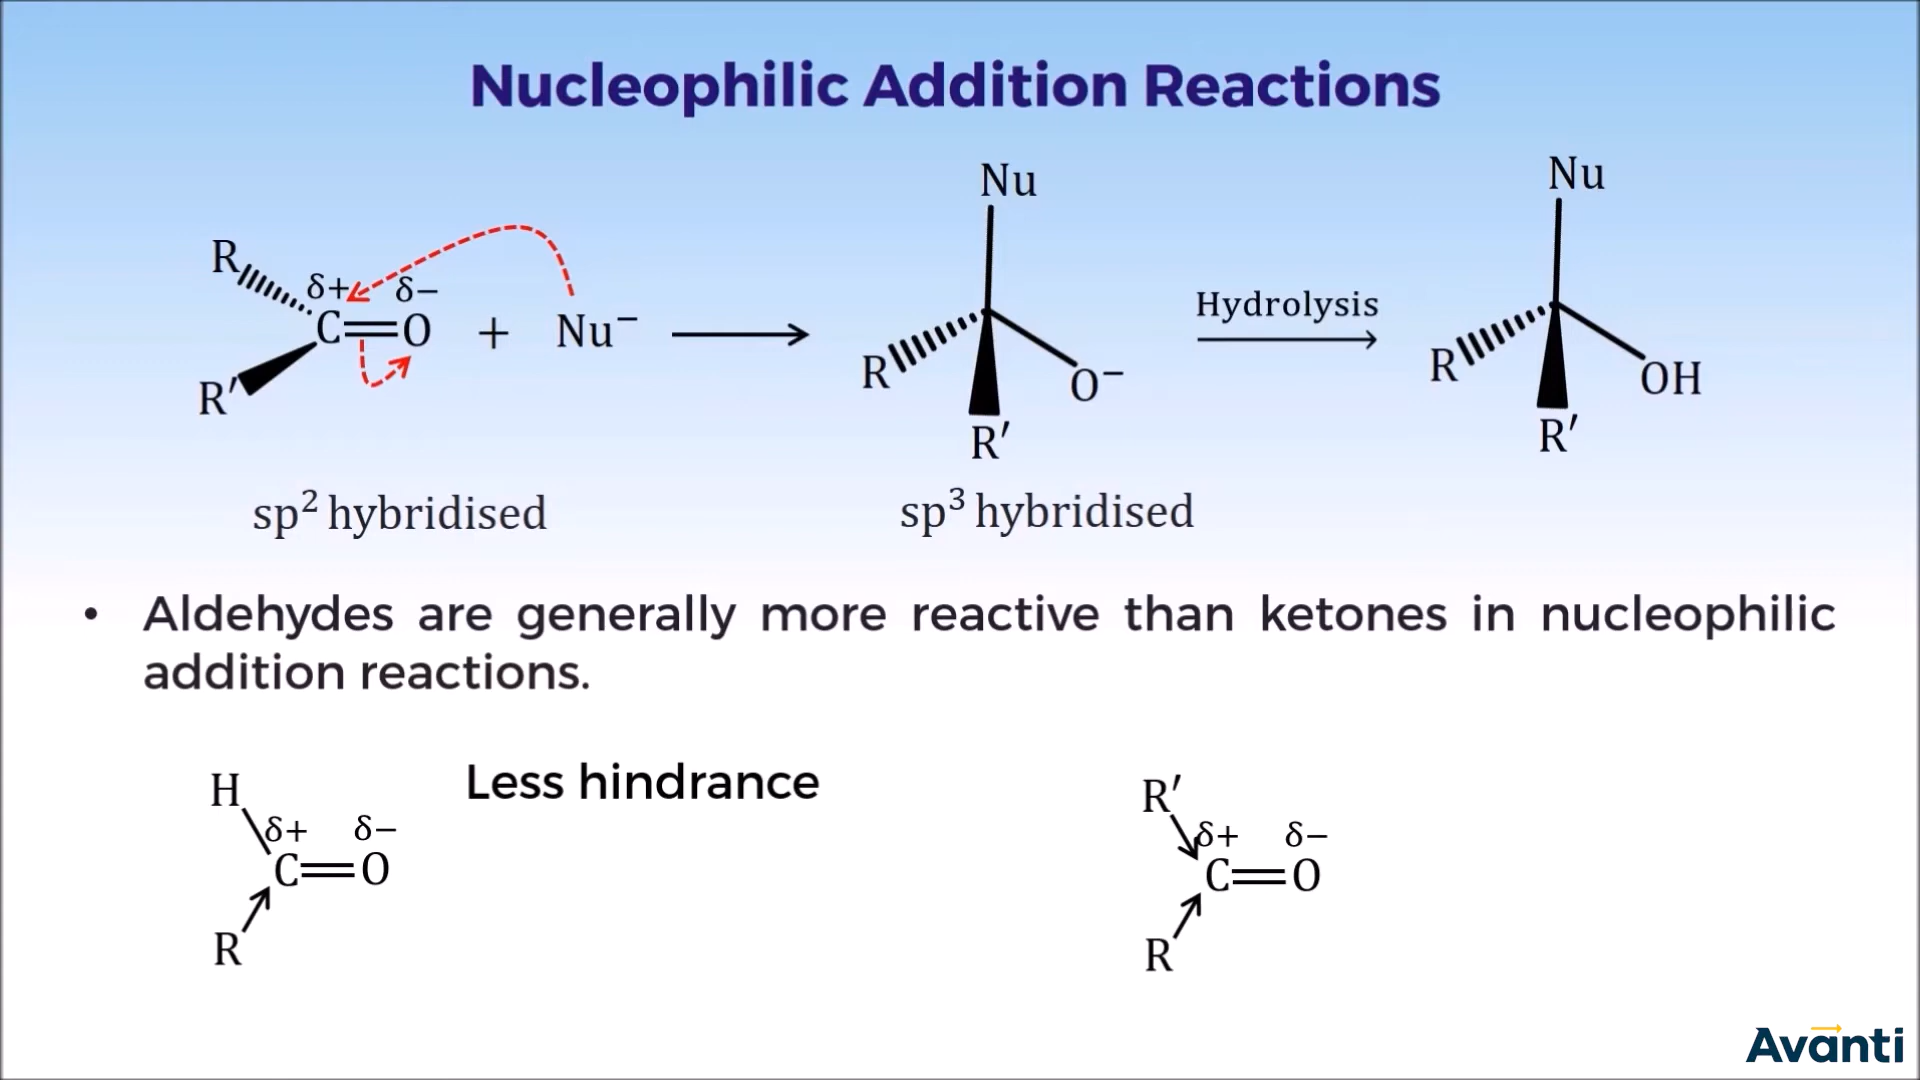 Nucleophilic Addition Reactions
R
δ+ δ−
C=O + Nu⁻
R′
Nu
R
O⁻
R′
Hydrolysis
Nu
R
OH
R′
sp² hybridised
sp³ hybridised
• Aldehydes are generally more reactive than ketones in nucleophilic
addition reactions.
H
δ+ δ−
C=O
R
Less hindrance
R′
δ+ δ−
C=O
R
Avanti